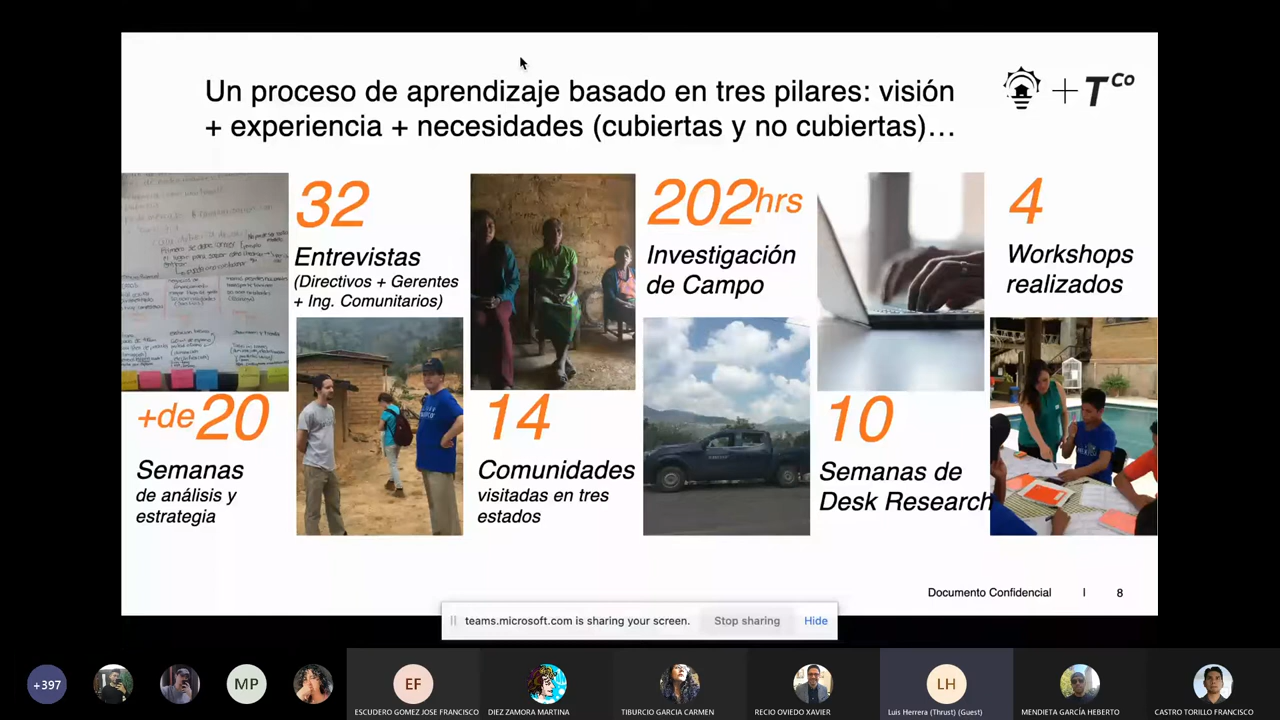 Un proceso de aprendizaje basado en tres pilares: visión
+ experiencia + necesidades (cubiertas y no cubiertas)…
T Co
32
Entrevistas
(Directivos + Gerentes
+ Ing. Comunitarios)
202hrs
Investigación
de Campo
4
Workshops
realizados
+de 20
Semanas
de análisis y
estrategia
14
Comunidades
visitadas en tres
estados
10
Semanas de
Desk Research
Documento Confidencial | 8
teams.microsoft.com is sharing your screen.
Stop sharing
Hide
+397
MP
EF
LH
ESCUDERO GOMEZ JOSE FRANCISCO
DIEZ ZAMORA MARTINA
TIBURCIO GARCIA CARMEN
RECIO OVIEDO XAVIER
Luis Herrera (Thrust) (Guest)
MENDIETA GARCÍA HEBERTO
CASTRO TORILLO FRANCISCO